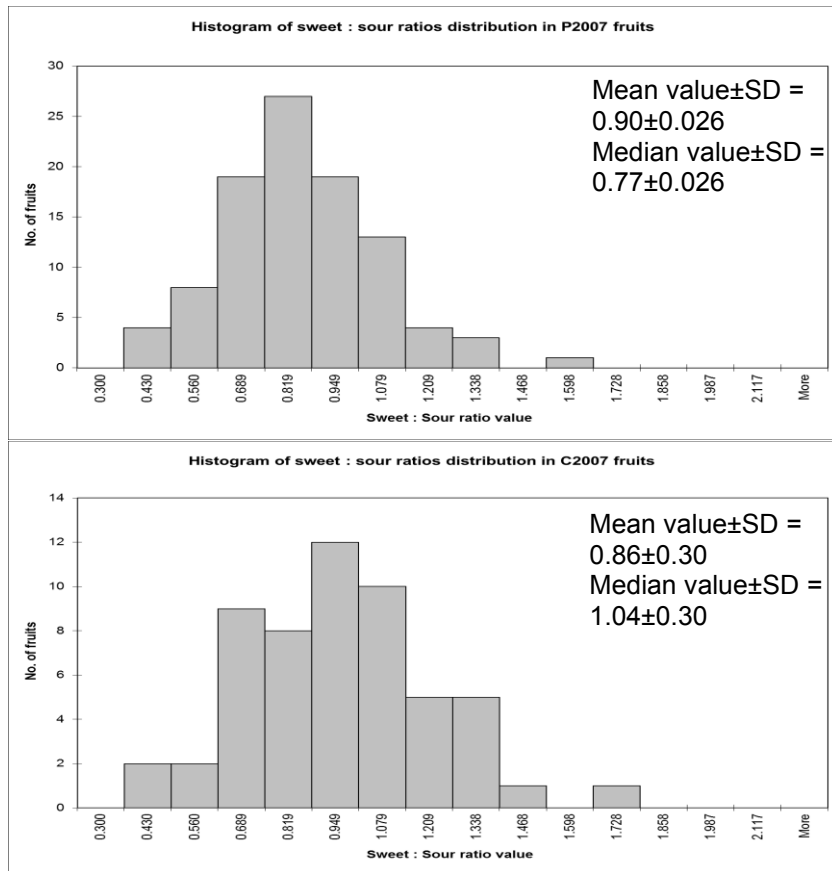 Histogram of sweet : sour ratios distribution in P2007 fruits
Mean value±SD =
0.90±0.026
Median value±SD =
0.77±0.026
No. of fruits
30
25
20
15
10
5
0
0.300 0.430 0.560 0.689 0.819 0.949 1.079 1.209 1.338 1.468 1.598 1.728 1.858 1.987 2.117 More
Sweet : Sour ratio value
Histogram of sweet : sour ratios distribution in C2007 fruits
Mean value±SD =
0.86±0.30
Median value±SD =
1.04±0.30
No. of fruits
14
12
10
8
6
4
2
0
0.300 0.430 0.560 0.689 0.819 0.949 1.079 1.209 1.338 1.468 1.598 1.728 1.858 1.987 2.117 More
Sweet : Sour ratio value